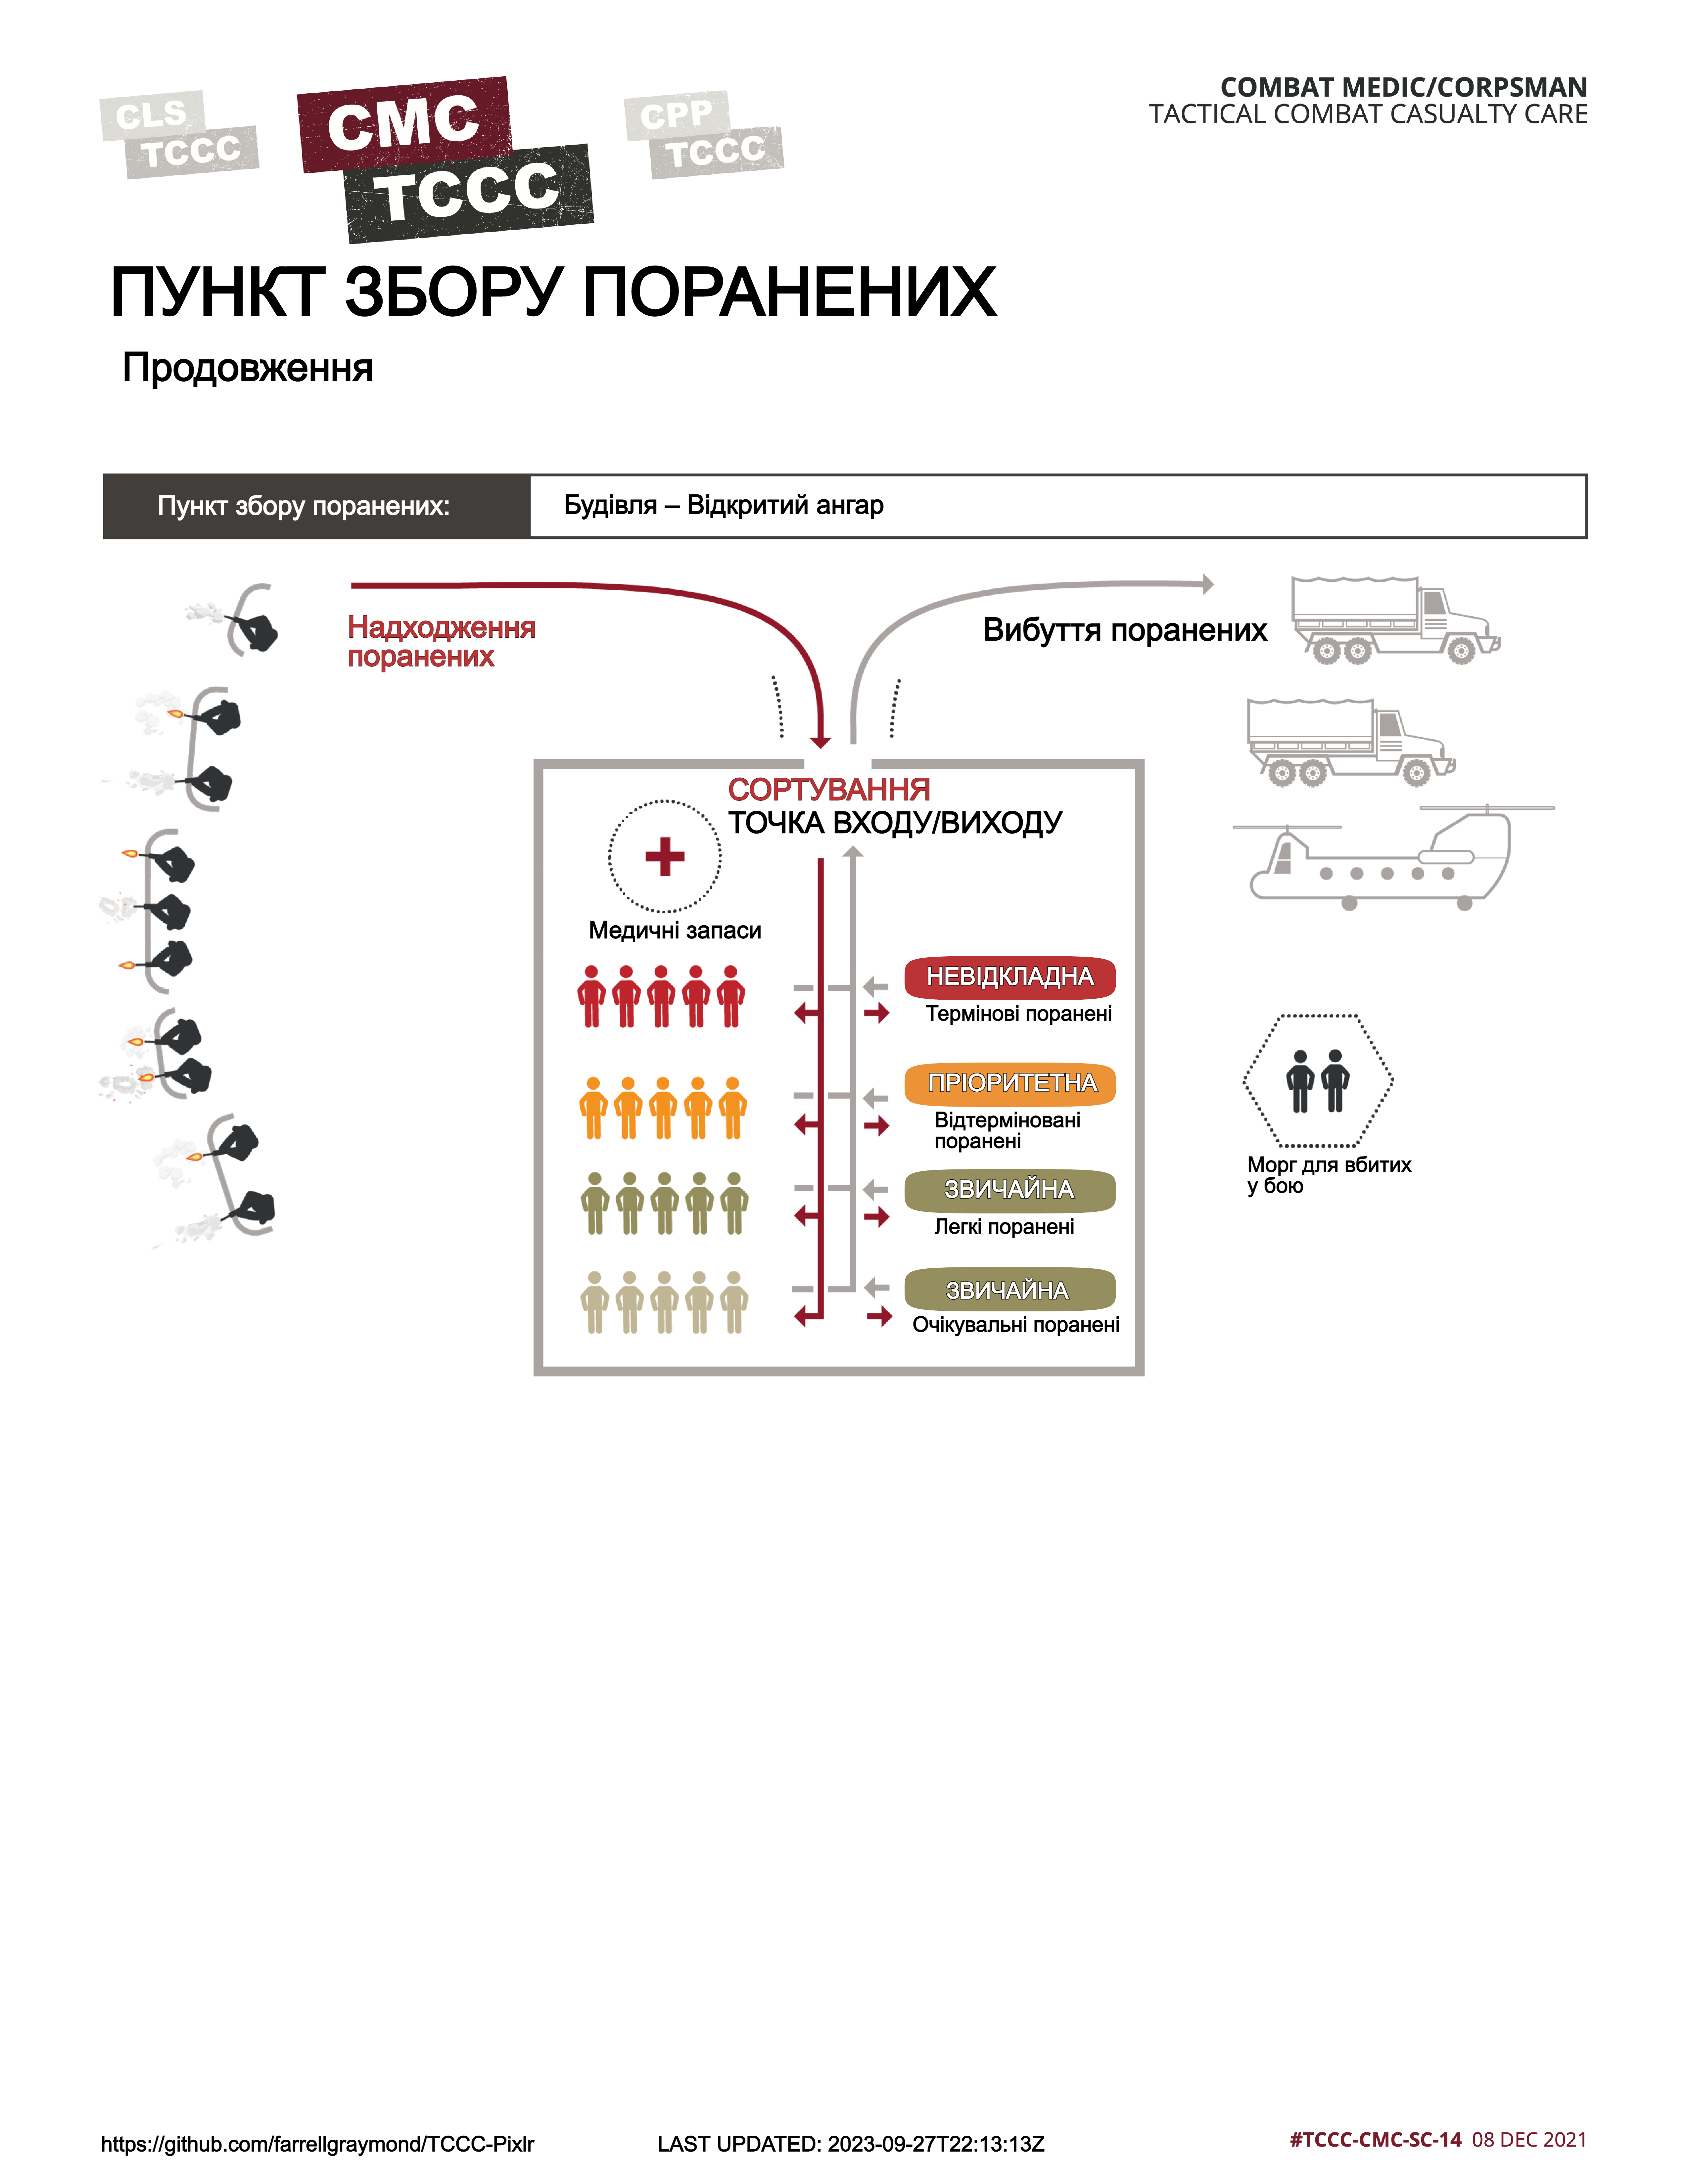 CLS
TCCC
CMC
TCCC
CPP
TCCC
COMBAT MEDIC/CORPSMAN
TACTICAL COMBAT CASUALTY CARE
ПУНКТ ЗБОРУ ПОРАНЕНИХ
Продовження
Пункт збору поранених:
Будівля – Відкритий ангар
Надходження
поранених
Вибуття поранених
СОРТУВАННЯ
ТОЧКА ВХОДУ/ВИХОДУ
Медичні запаси
НЕВІДКЛАДНА
Термінові поранені
ПРІОРИТЕТНА
Відтерміновані
поранені
ЗВИЧАЙНА
Легкі поранені
ЗВИЧАЙНА
Очікувальні поранені
Морг для вбитих
у бою
https://github.com/farrellgraymond/TCCC-Pixlr
LAST UPDATED: 2023-09-27T22:13:13Z
#TCCC-CMC-SC-14 08 DEC 2021